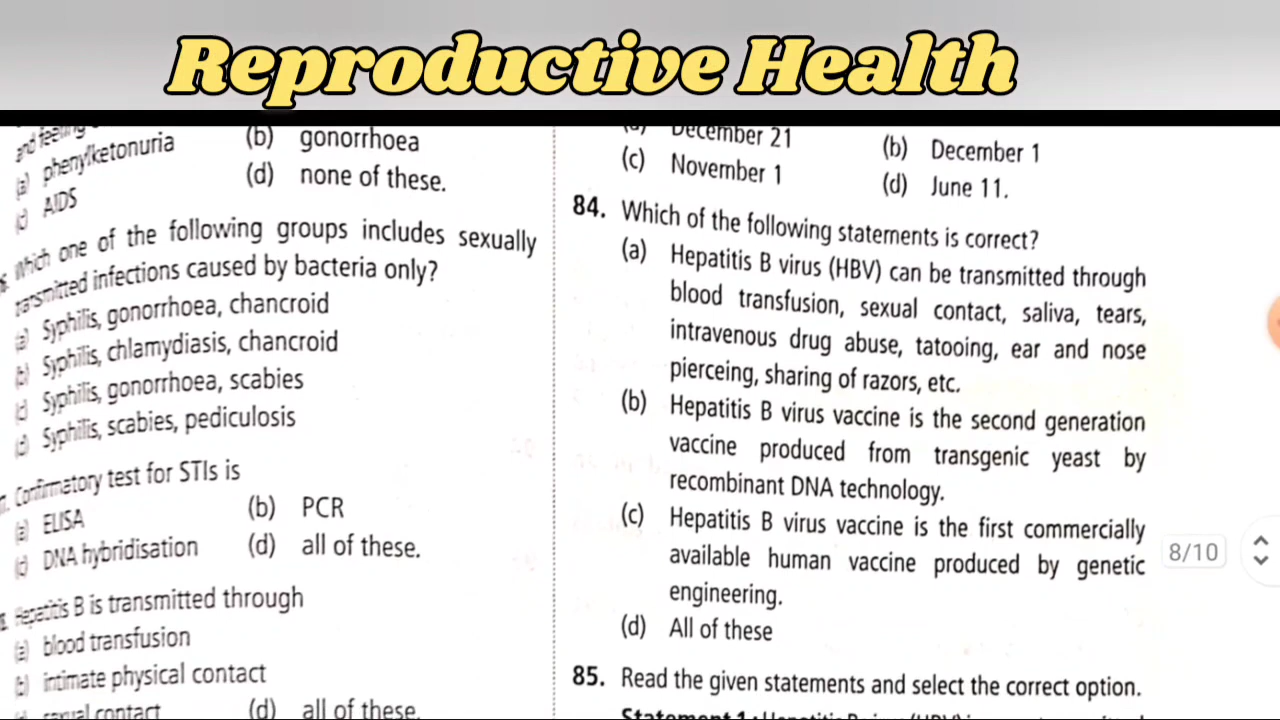 Reproductive Health
and feeling
(a) phenylketonuria (b) gonorrhoea
(c) AIDS (d) none of these.
Which one of the following groups includes sexually
transmitted infections caused by bacteria only?
(a) Syphilis, gonorrhoea, chancroid
(b) Syphilis, chlamydiasis, chancroid
(c) Syphilis, gonorrhoea, scabies
(d) Syphilis, scabies, pediculosis
Confirmatory test for STIs is
(a) ELISA (b) PCR
(c) DNA hybridisation (d) all of these.
Hepatitis B is transmitted through
(a) blood transfusion
(b) intimate physical contact
sexual contact (d) all of these.
December 21 (b) December 1
(c) November 1 (d) June 11.
84. Which of the following statements is correct?
(a) Hepatitis B virus (HBV) can be transmitted through
blood transfusion, sexual contact, saliva, tears,
intravenous drug abuse, tatooing, ear and nose
pierceing, sharing of razors, etc.
(b) Hepatitis B virus vaccine is the second generation
vaccine produced from transgenic yeast by
recombinant DNA technology.
(c) Hepatitis B virus vaccine is the first commercially
available human vaccine produced by genetic
engineering.
(d) All of these
85. Read the given statements and select the correct option.
8/10